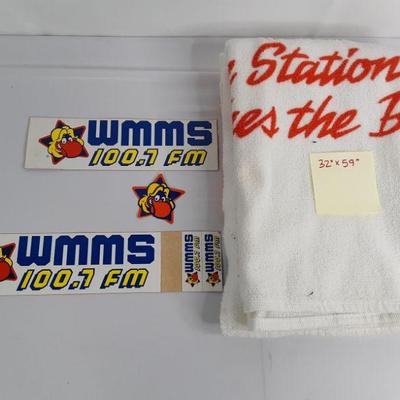 WMMS
100.7 FM
WMMS
100.7 FM
Station
the B
32" x 59"